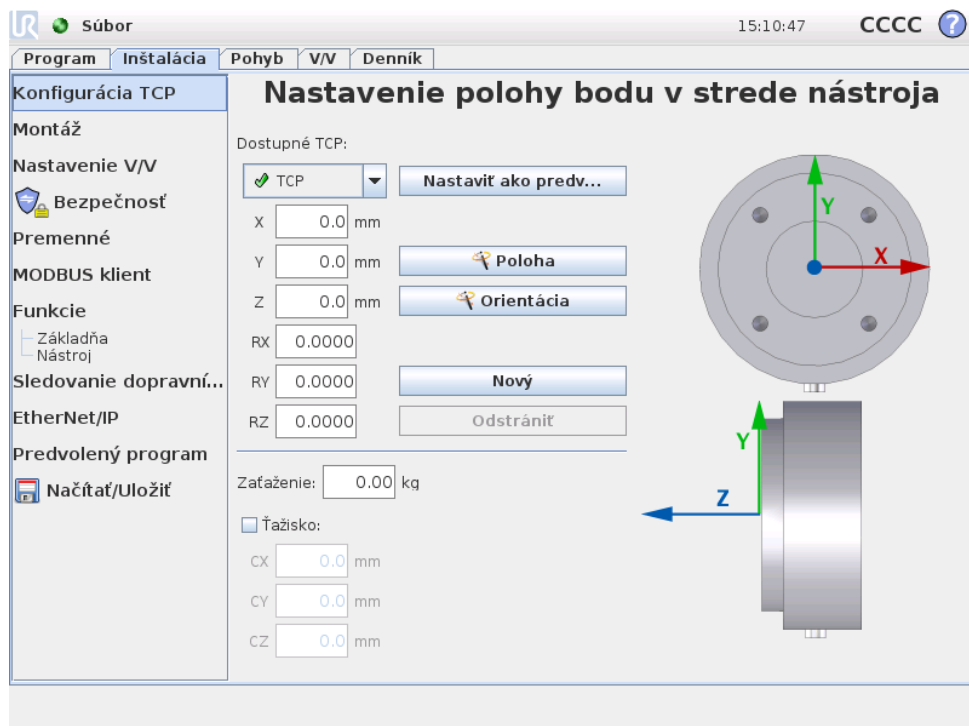 UR Súbor 15:10:47 CCCC ?
Program Inštalácia Pohyb V/V Denník
Konfigurácia TCP
Montáž
Nastavenie V/V
Bezpečnosť
Premenné
MODBUS klient
Funkcie
Základňa
Nástroj
Sledovanie dopravní...
EtherNet/IP
Predvolený program
Načítať/Uložiť
Nastavenie polohy bodu v strede nástroja
Dostupné TCP:
TCP Nastaviť ako predv...
X 0.0 mm
Y 0.0 mm Poloha
Z 0.0 mm Orientácia
RX 0.0000
RY 0.0000 Nový
RZ 0.0000 Odstrániť
Zaťaženie: 0.00 kg
Ťažisko:
CX 0.0 mm
CY 0.0 mm
CZ 0.0 mm
Y
X
Y
Z